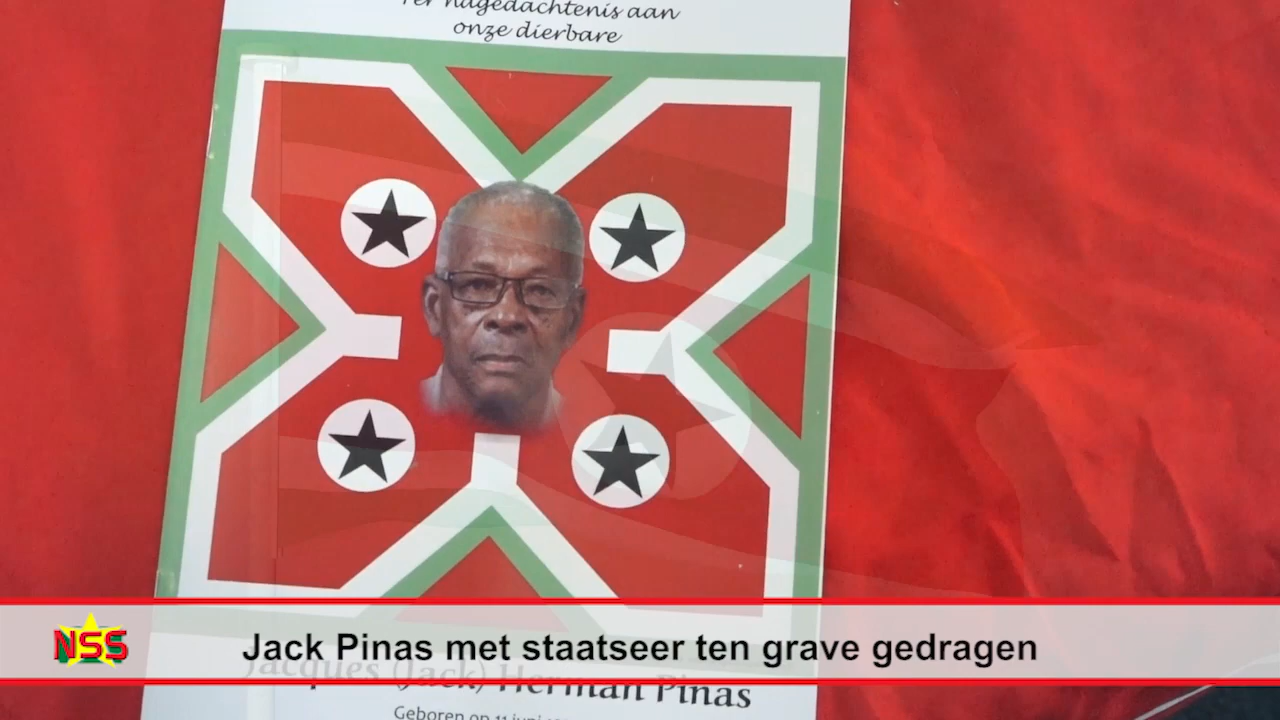 Ter nagedachtenis aan
onze dierbare
NSS
Jack Pinas met staatseer ten grave gedragen
Jacques (Jack) Herman Pinas
Geboren op 11 juni